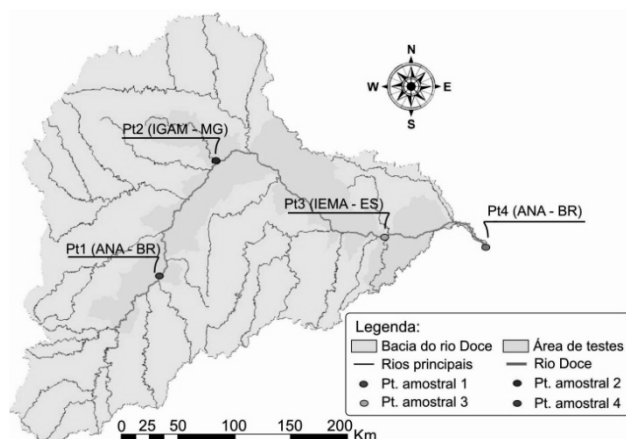 N
W E
S
Pt2 (IGAM - MG)
Pt3 (IEMA - ES)
Pt4 (ANA - BR)
Pt1 (ANA - BR)
Legenda:
Bacia do rio Doce Área de testes
Rios principais Rio Doce
Pt. amostral 1 Pt. amostral 2
Pt. amostral 3 Pt. amostral 4
0 25 50 100 150 200
Km